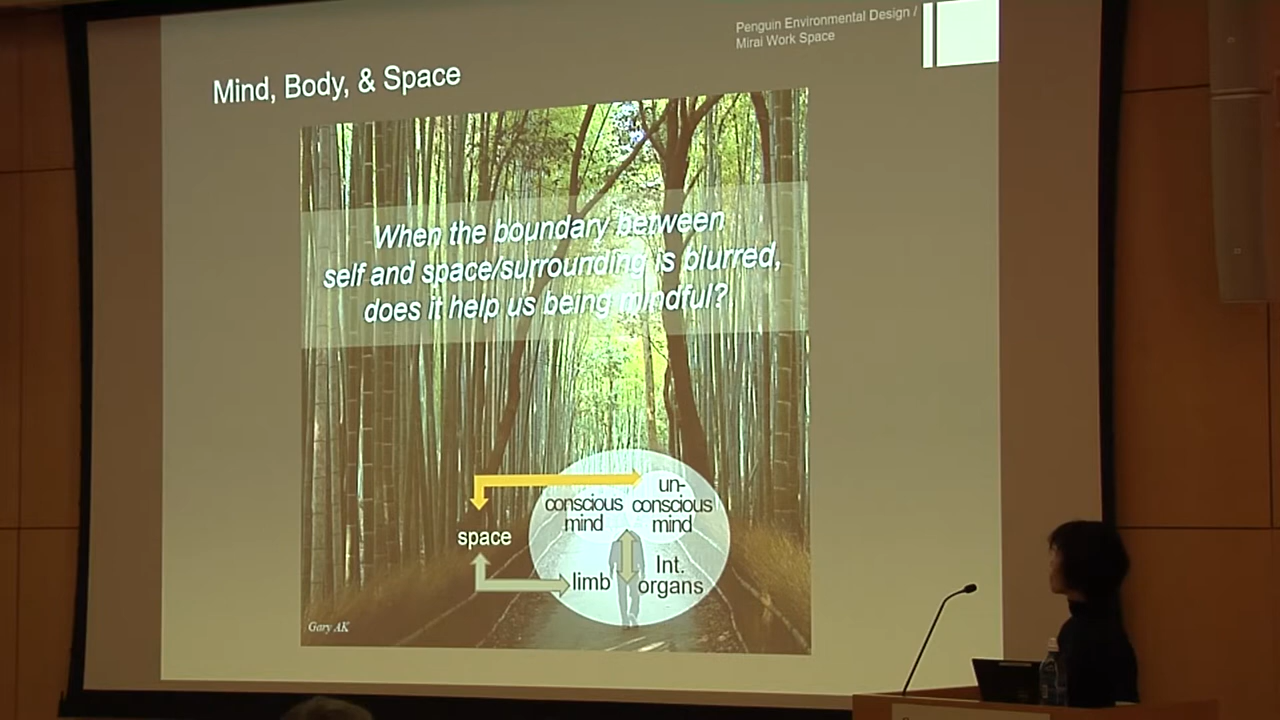 Penguin Environmental Design /
Mirai Work Space
Mind, Body, & Space
When the boundary between
self and space/surrounding is blurred,
does it help us being mindful?
conscious
mind
un-
conscious
mind
space
limb
Int.
organs
Gary AK